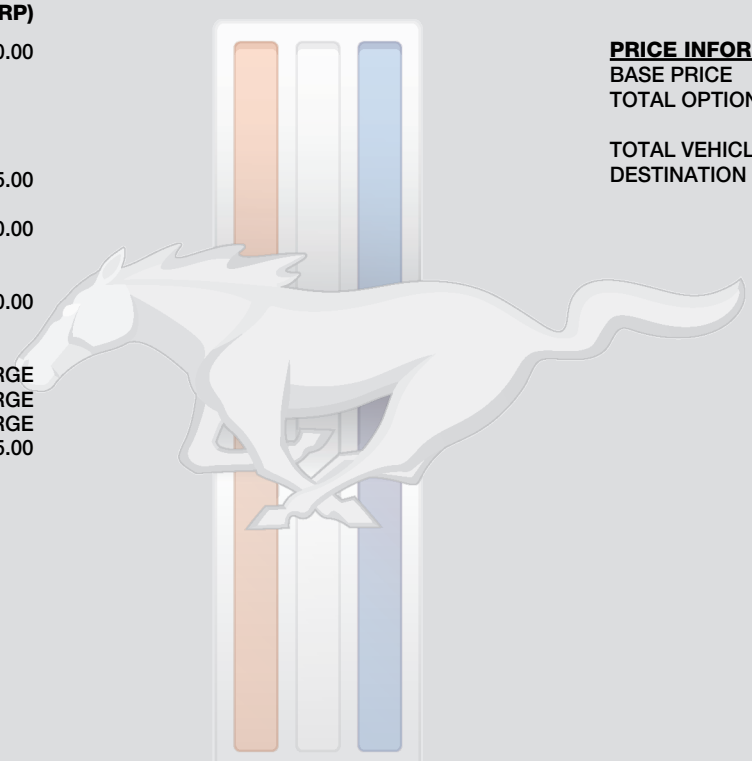 RP)
0.00
5.00
0.00
0.00
RGE
RGE
RGE
5.00
PRICE INFOR
BASE PRICE
TOTAL OPTION
TOTAL VEHICL
DESTINATION